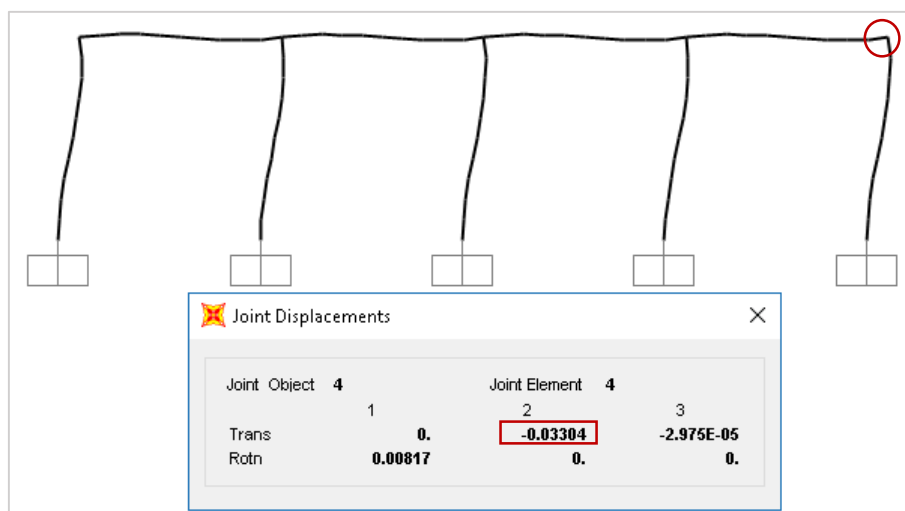 Joint Displacements
Joint Object 4 Joint Element 4
1 2 3
Trans 0. -0.03304 -2.975E-05
Rotn 0.00817 0. 0.